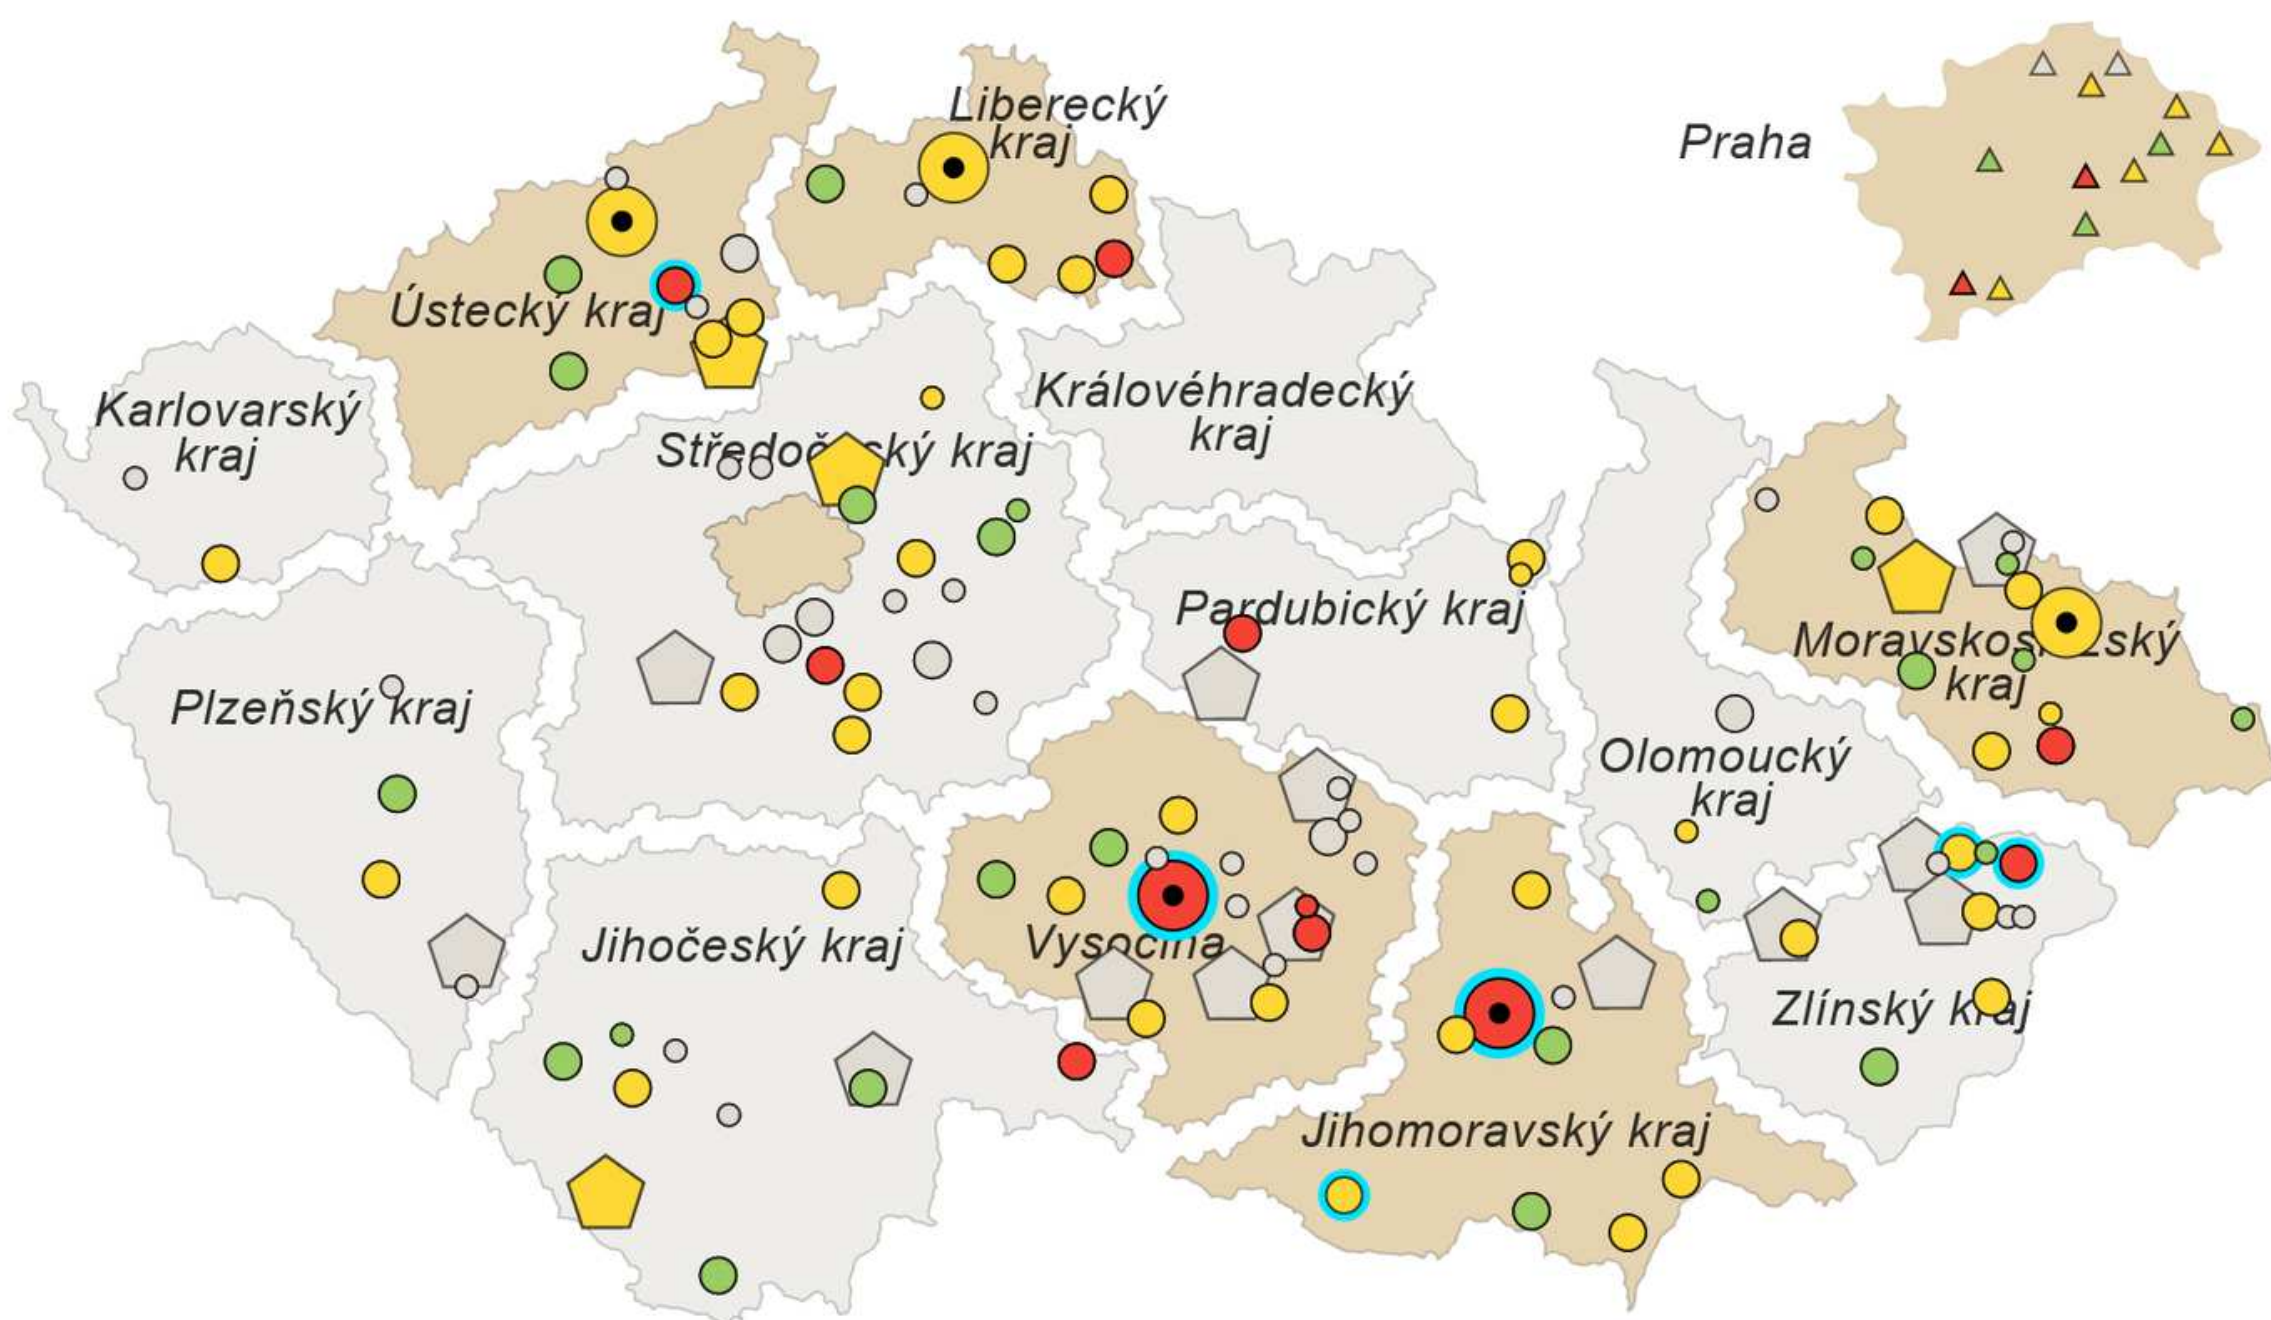 Liberecký
kraj
Praha
Ústecký kraj
Karlovarský
kraj
Královéhradecký
kraj
kraj
Pardubický kraj
kraj
Plzeňský kraj
Olomoucký
kraj
Jihočeský kraj
Vysočina
Zlínský kraj
Jihomoravský kraj